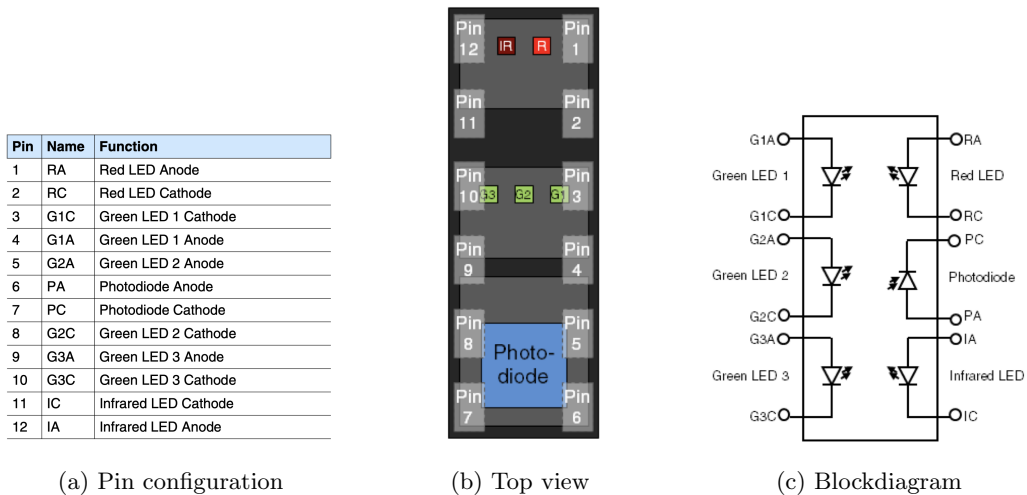 Pin Name Function
1 RA Red LED Anode
2 RC Red LED Cathode
3 G1C Green LED 1 Cathode
4 G1A Green LED 1 Anode
5 G2A Green LED 2 Anode
6 PA Photodiode Anode
7 PC Photodiode Cathode
8 G2C Green LED 2 Cathode
9 G3A Green LED 3 Anode
10 G3C Green LED 3 Cathode
11 IC Infrared LED Cathode
12 IA Infrared LED Anode
(a) Pin configuration
Pin 12
IR
R
Pin 1
Pin 11
Pin 2
Pin 10
G3
G2
G1
Pin 3
Pin 9
Pin 4
Pin 8
Photo-
diode
Pin 5
Pin 7
Pin 6
(b) Top view
G1A
RA
Green LED 1
Red LED
G1C
RC
G2A
PC
Green LED 2
Photodiode
G2C
PA
G3A
IA
Green LED 3
Infrared LED
G3C
IC
(c) Blockdiagram